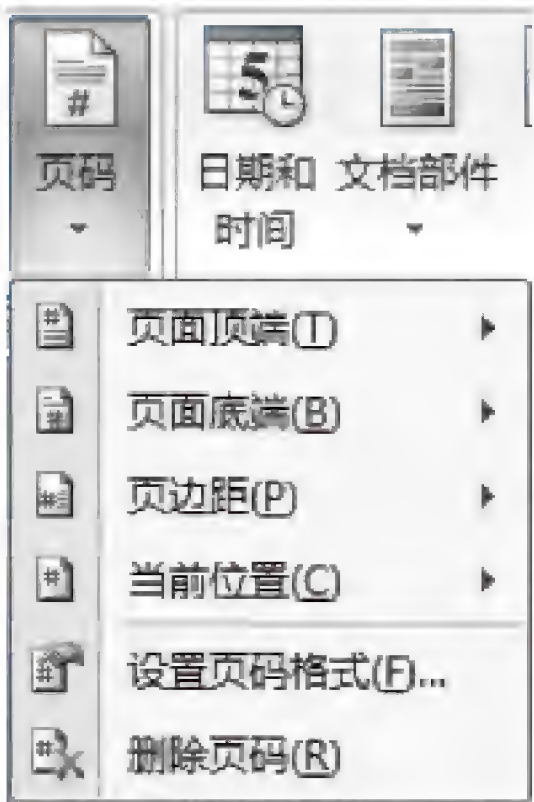 页码
日期和 文档部件
时间
页面顶端(T)
页面底端(B)
页边距(P)
当前位置(C)
设置页码格式(F)...
删除页码(R)